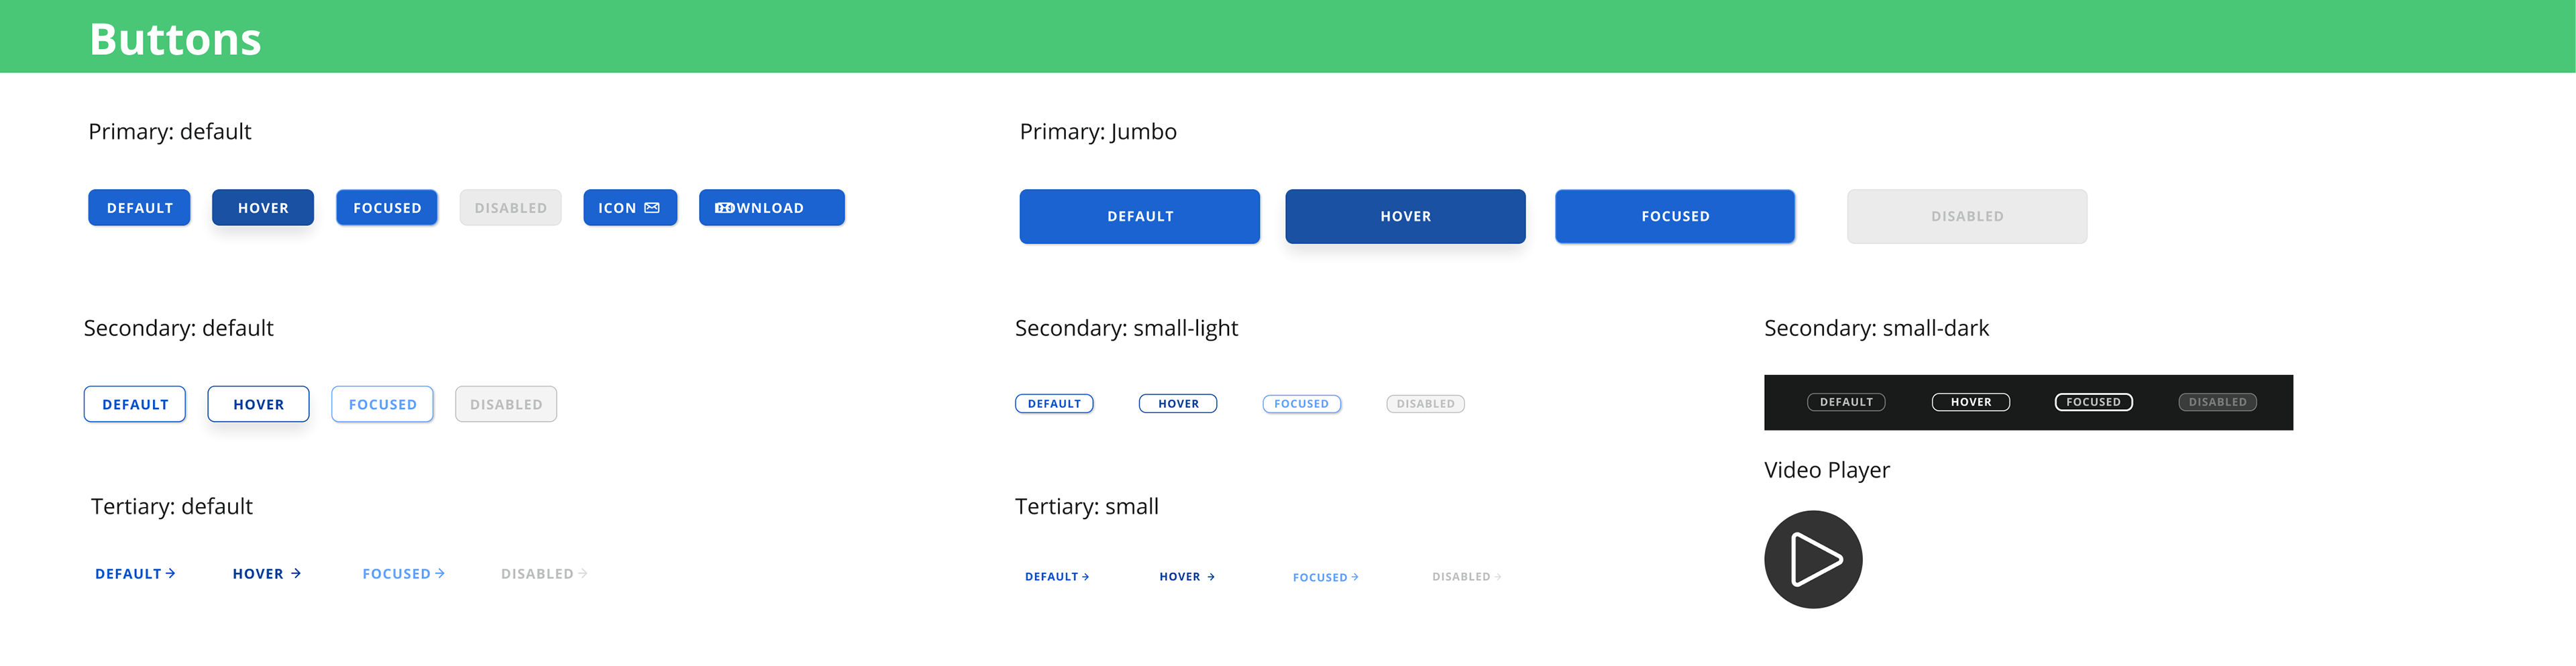 Buttons
Primary: default
DEFAULT
HOVER
FOCUSED
DISABLED
ICON
DOWNLOAD
Primary: Jumbo
DEFAULT
HOVER
FOCUSED
DISABLED
Secondary: default
DEFAULT
HOVER
FOCUSED
DISABLED
Secondary: small-light
DEFAULT
HOVER
FOCUSED
DISABLED
Secondary: small-dark
DEFAULT
HOVER
FOCUSED
DISABLED
Video Player
Tertiary: default
DEFAULT
HOVER
FOCUSED
DISABLED
Tertiary: small
DEFAULT
HOVER
FOCUSED
DISABLED